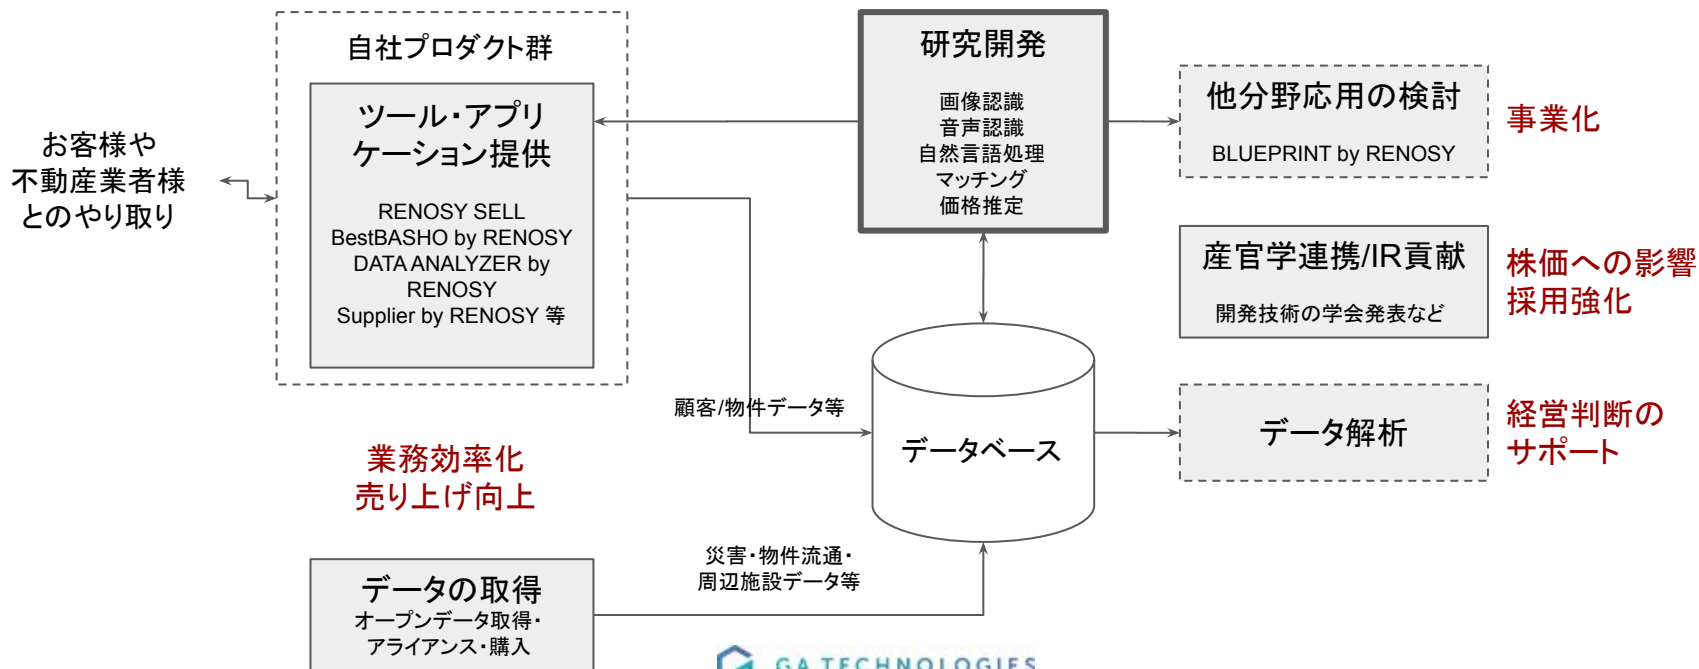 お客様や
不動産業者様
とのやり取り
自社プロダクト群
ツール・アプリ
ケーション提供
RENOSY SELL
BestBASHO by RENOSY
DATA ANALYZER by
RENOSY
Supplier by RENOSY 等
業務効率化
売り上げ向上
データの取得
オープンデータ取得・
アライアンス・購入
顧客/物件データ等
災害・物件流通・
周辺施設データ等
研究開発
画像認識
音声認識
自然言語処理
マッチング
価格推定
データベース
他分野応用の検討
BLUEPRINT by RENOSY
事業化
産官学連携/IR貢献
開発技術の学会発表など
株価への影響
採用強化
データ解析
経営判断の
サポート
GA TECHNOLOGIES